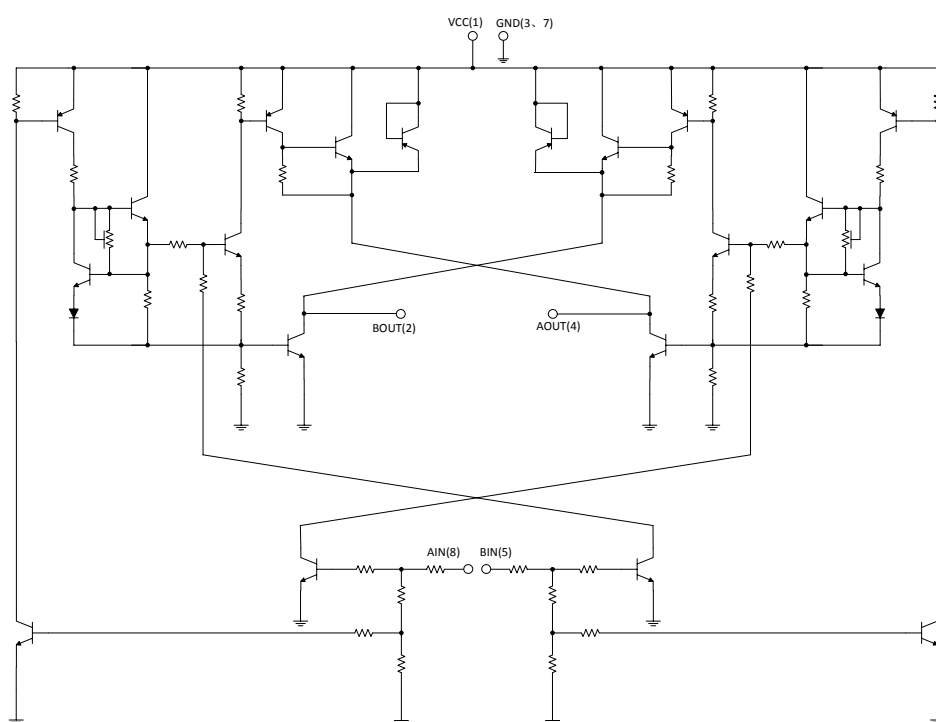 VCC(1) GND(3、7)
BOUT(2) AOUT(4)
AIN(8) BIN(5)